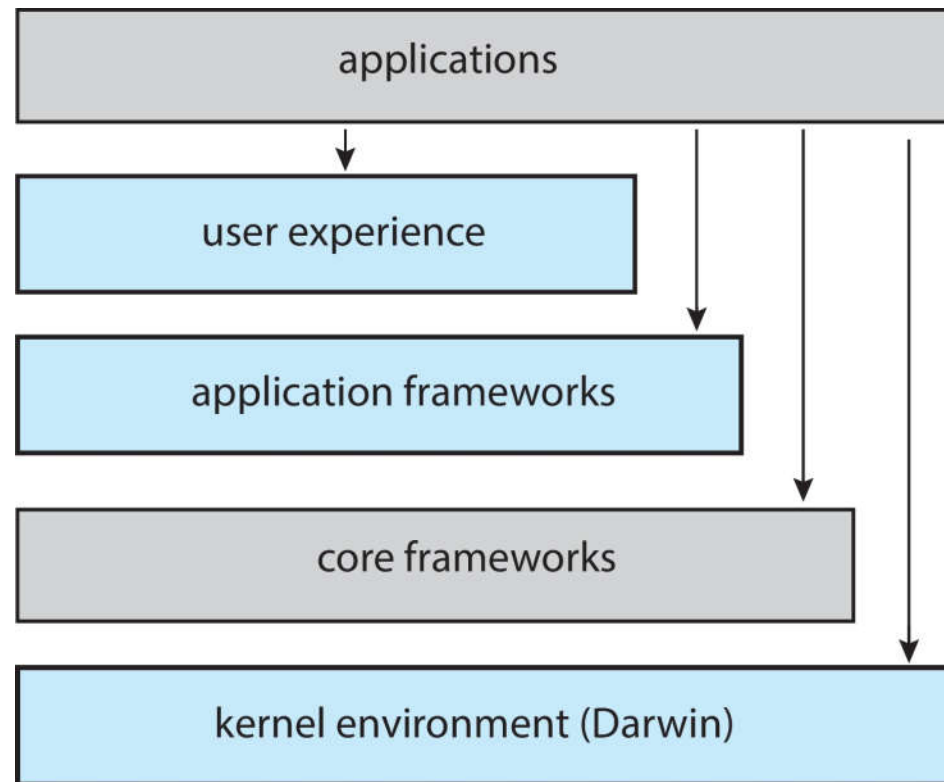 applications
user experience
application frameworks
core frameworks
kernel environment (Darwin)